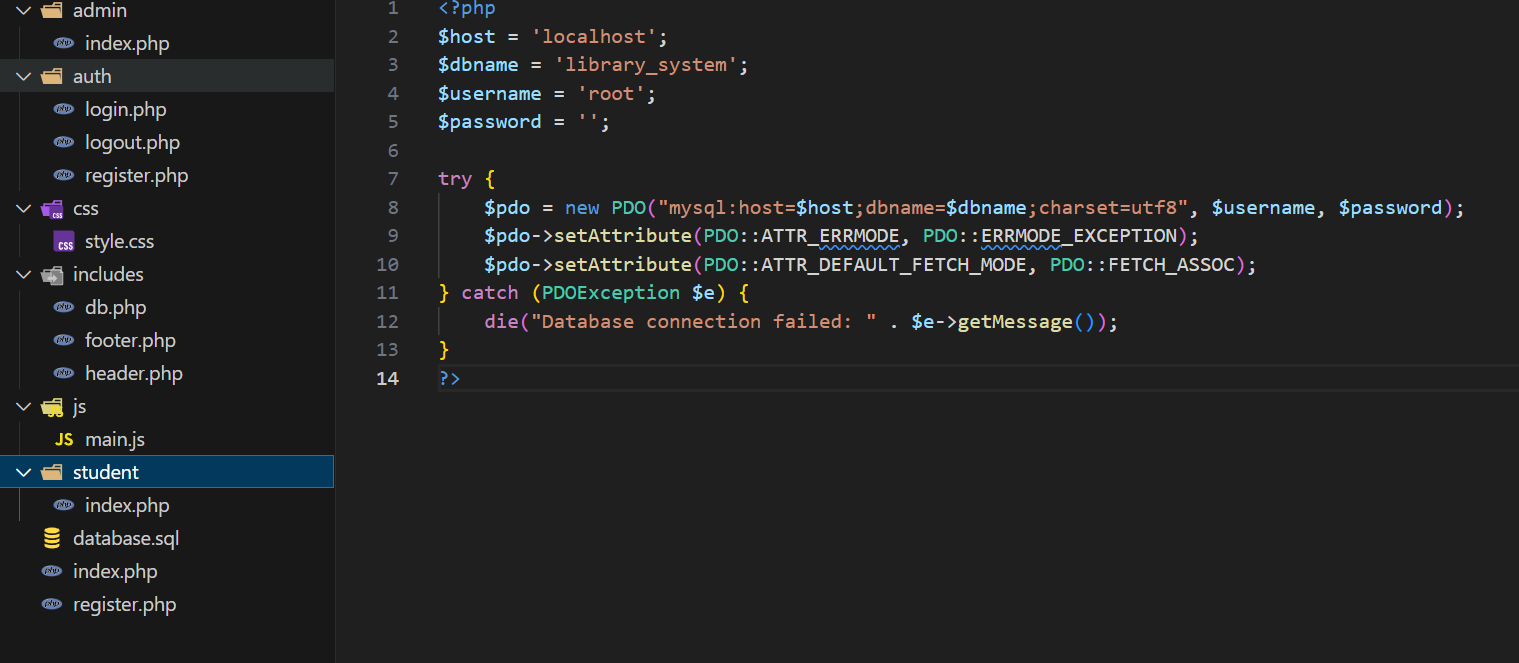 admin
index.php
auth
login.php
logout.php
register.php
css
style.css
includes
db.php
footer.php
header.php
js
JS main.js
student
index.php
database.sql
index.php
register.php
1 <?php
2 $host = 'localhost';
3 $dbname = 'library_system';
4 $username = 'root';
5 $password = '';
6
7 try {
8     $pdo = new PDO("mysql:host=$host;dbname=$dbname;charset=utf8", $username, $password);
9     $pdo->setAttribute(PDO::ATTR_ERRMODE, PDO::ERRMODE_EXCEPTION);
10     $pdo->setAttribute(PDO::ATTR_DEFAULT_FETCH_MODE, PDO::FETCH_ASSOC);
11 } catch (PDOException $e) {
12     die("Database connection failed: " . $e->getMessage());
13 }
14 ?>